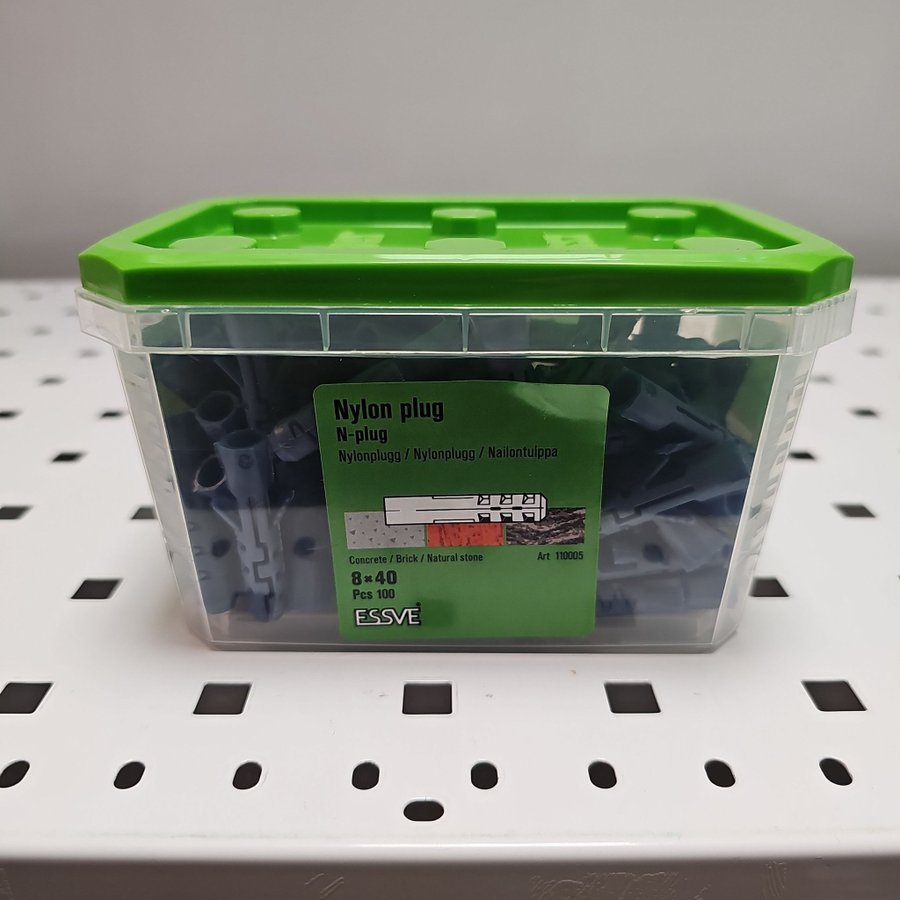 Nylon plug
N-plug
Nylonplugg / Nylonplugg / Nailontulppa
Concrete / Brick / Natural stone Art 110005
8×40
Pcs 100
ESSVE